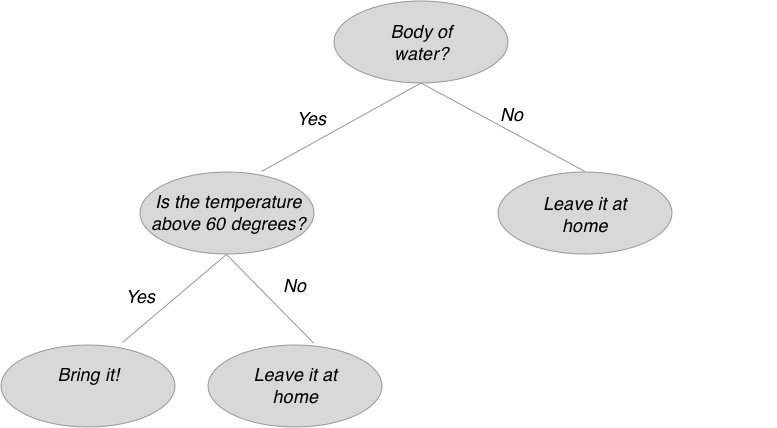 Body of
water?
Yes
No
Is the temperature
above 60 degrees?
Leave it at
home
Yes
No
Bring it!
Leave it at
home